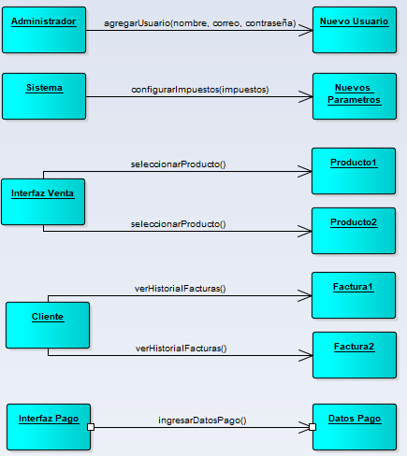 Administrador
agregarUsuario(nombre, correo, contraseña)
Nuevo Usuario
Sistema
configurarImpuestos(impuestos)
Nuevos
Parametros
Interfaz Venta
seleccionarProducto()
Producto1
seleccionarProducto()
Producto2
Cliente
verHistorialFacturas()
Factura1
verHistorialFacturas()
Factura2
Interfaz Pago
ingresarDatosPago()
Datos Pago